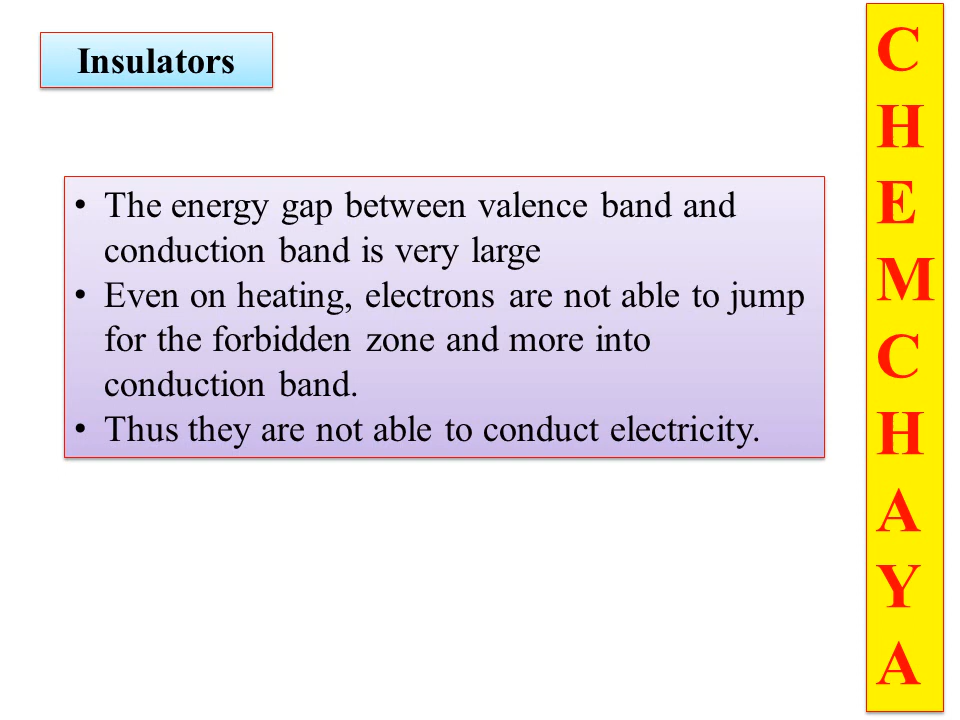 Insulators
• The energy gap between valence band and
conduction band is very large
• Even on heating, electrons are not able to jump
for the forbidden zone and more into
conduction band.
• Thus they are not able to conduct electricity.
C
H
E
M
C
H
A
Y
A